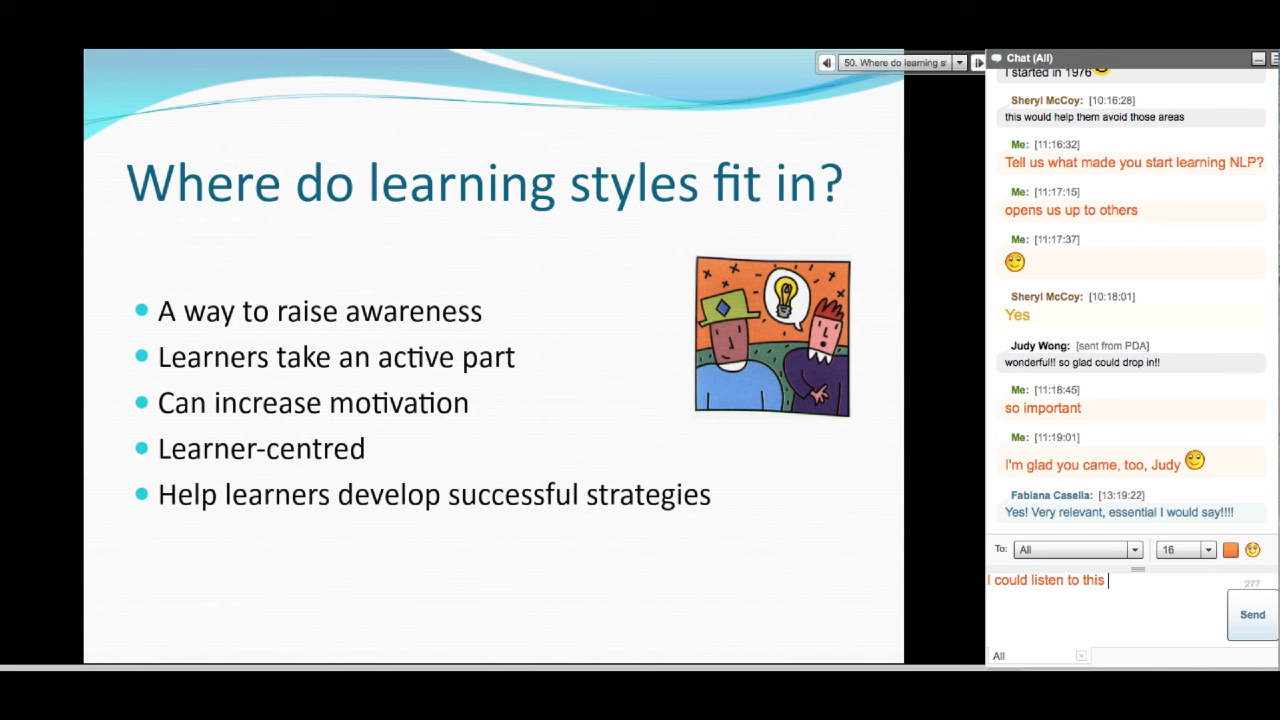 50. Where do learning s
Where do learning styles fit in?
A way to raise awareness
Learners take an active part
Can increase motivation
Learner-centred
Help learners develop successful strategies
Chat (All)
I started in 1976
Sheryl McCoy: [10:16:28]
this would help them avoid those areas
Me: [11:16:32]
Tell us what made you start learning NLP?
Me: [11:17:15]
opens us up to others
Me: [11:17:37]
Sheryl McCoy: [10:18:01]
Yes
Judy Wong: [sent from PDA]
wonderful!! so glad could drop in!!
Me: [11:18:45]
so important
Me: [11:19:01]
I'm glad you came, too, Judy
Fabiana Casella: [13:19:22]
Yes! Very relevant, essential I would say!!!!
To: All 16
I could listen to this
277
Send
All